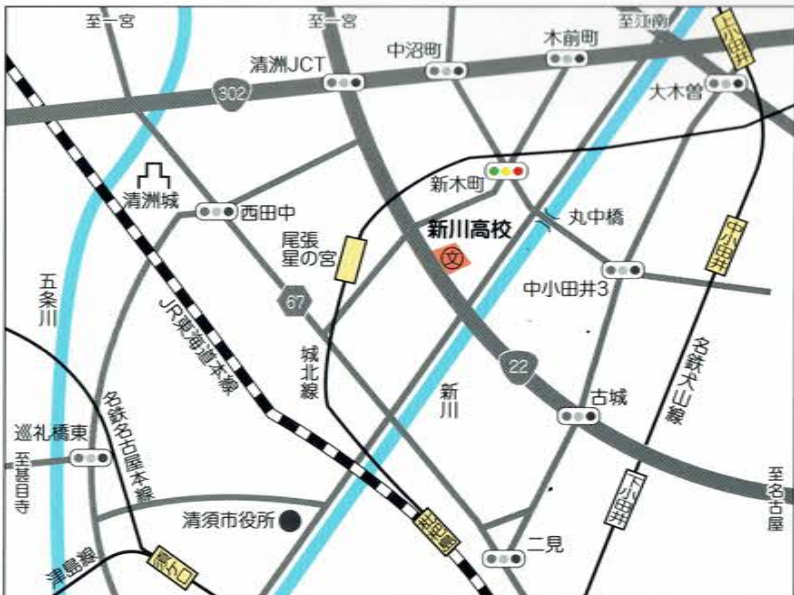 至一宮
至一宮
至江南
上小田井
清洲JCT
中沼町
木前町
大木曽
302
清洲城
西田中
新木町
新川高校
文
丸中橋
尾張
星の宮
中小田井
中小田井3
五条川
67
JR東海道本線
城北線
新川
22
名鉄犬山線
古城
巡礼橋東
名鉄名古屋本線
至甚目寺
下小田井
至名古屋
清須市役所
枇杷島
二見
津島線
須ケ口